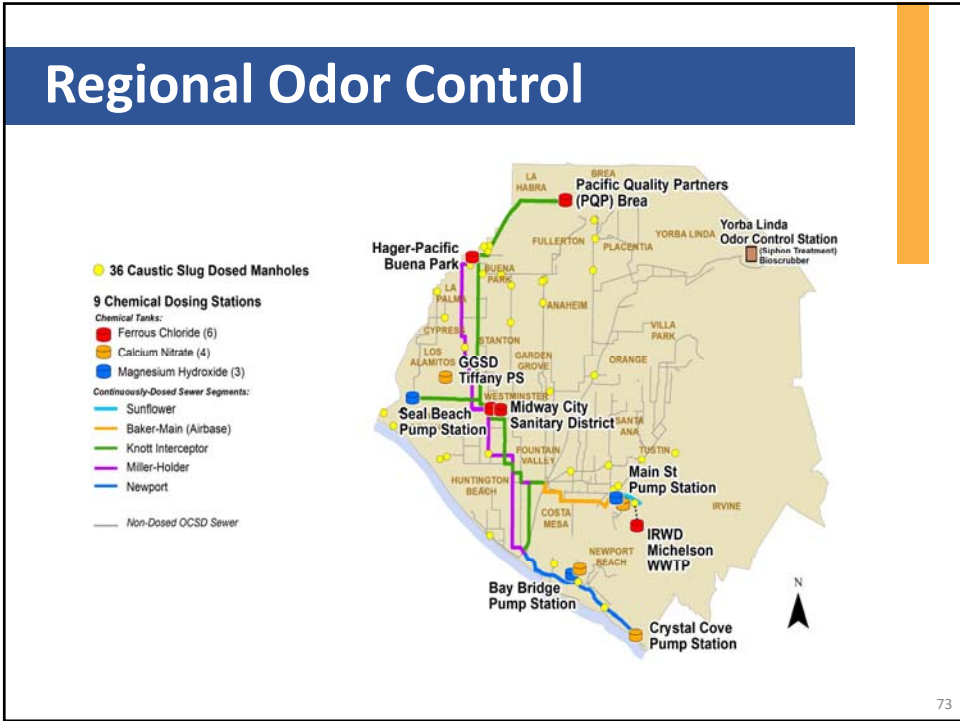 Regional Odor Control
36 Caustic Slug Dosed Manholes
9 Chemical Dosing Stations
Chemical Tanks:
Ferrous Chloride (6)
Calcium Nitrate (4)
Magnesium Hydroxide (3)
Continuously-Dosed Sewer Segments:
Sunflower
Baker-Main (Airbase)
Knott Interceptor
Miller-Holder
Newport
Non-Dosed OCSD Sewer
LA
HABRA
BREA
Pacific Quality Partners
(PQP) Brea
Yorba Linda
Odor Control Station
(Siphon Treatment)
Bioscrubber
YORBA LINDA
FULLERTON
PLACENTIA
Hager-Pacific
Buena Park
BUENA
PARK
LA
PALMA
ANAHEIM
CYPRESS
STANTON
VILLA
PARK
LOS
ALAMITOS
GGSD
Tiffany PS
GARDEN
GROVE
ORANGE
WESTMINSTER
Seal Beach
Pump Station
Midway City
Sanitary District
SANTA
ANA
FOUNTAIN
VALLEY
TUSTIN
HUNTINGTON
BEACH
Main St
Pump Station
IRVINE
COSTA
MESA
IRWD
Michelson
WWTP
NEWPORT
BEACH
Bay Bridge
Pump Station
Crystal Cove
Pump Station
N
73